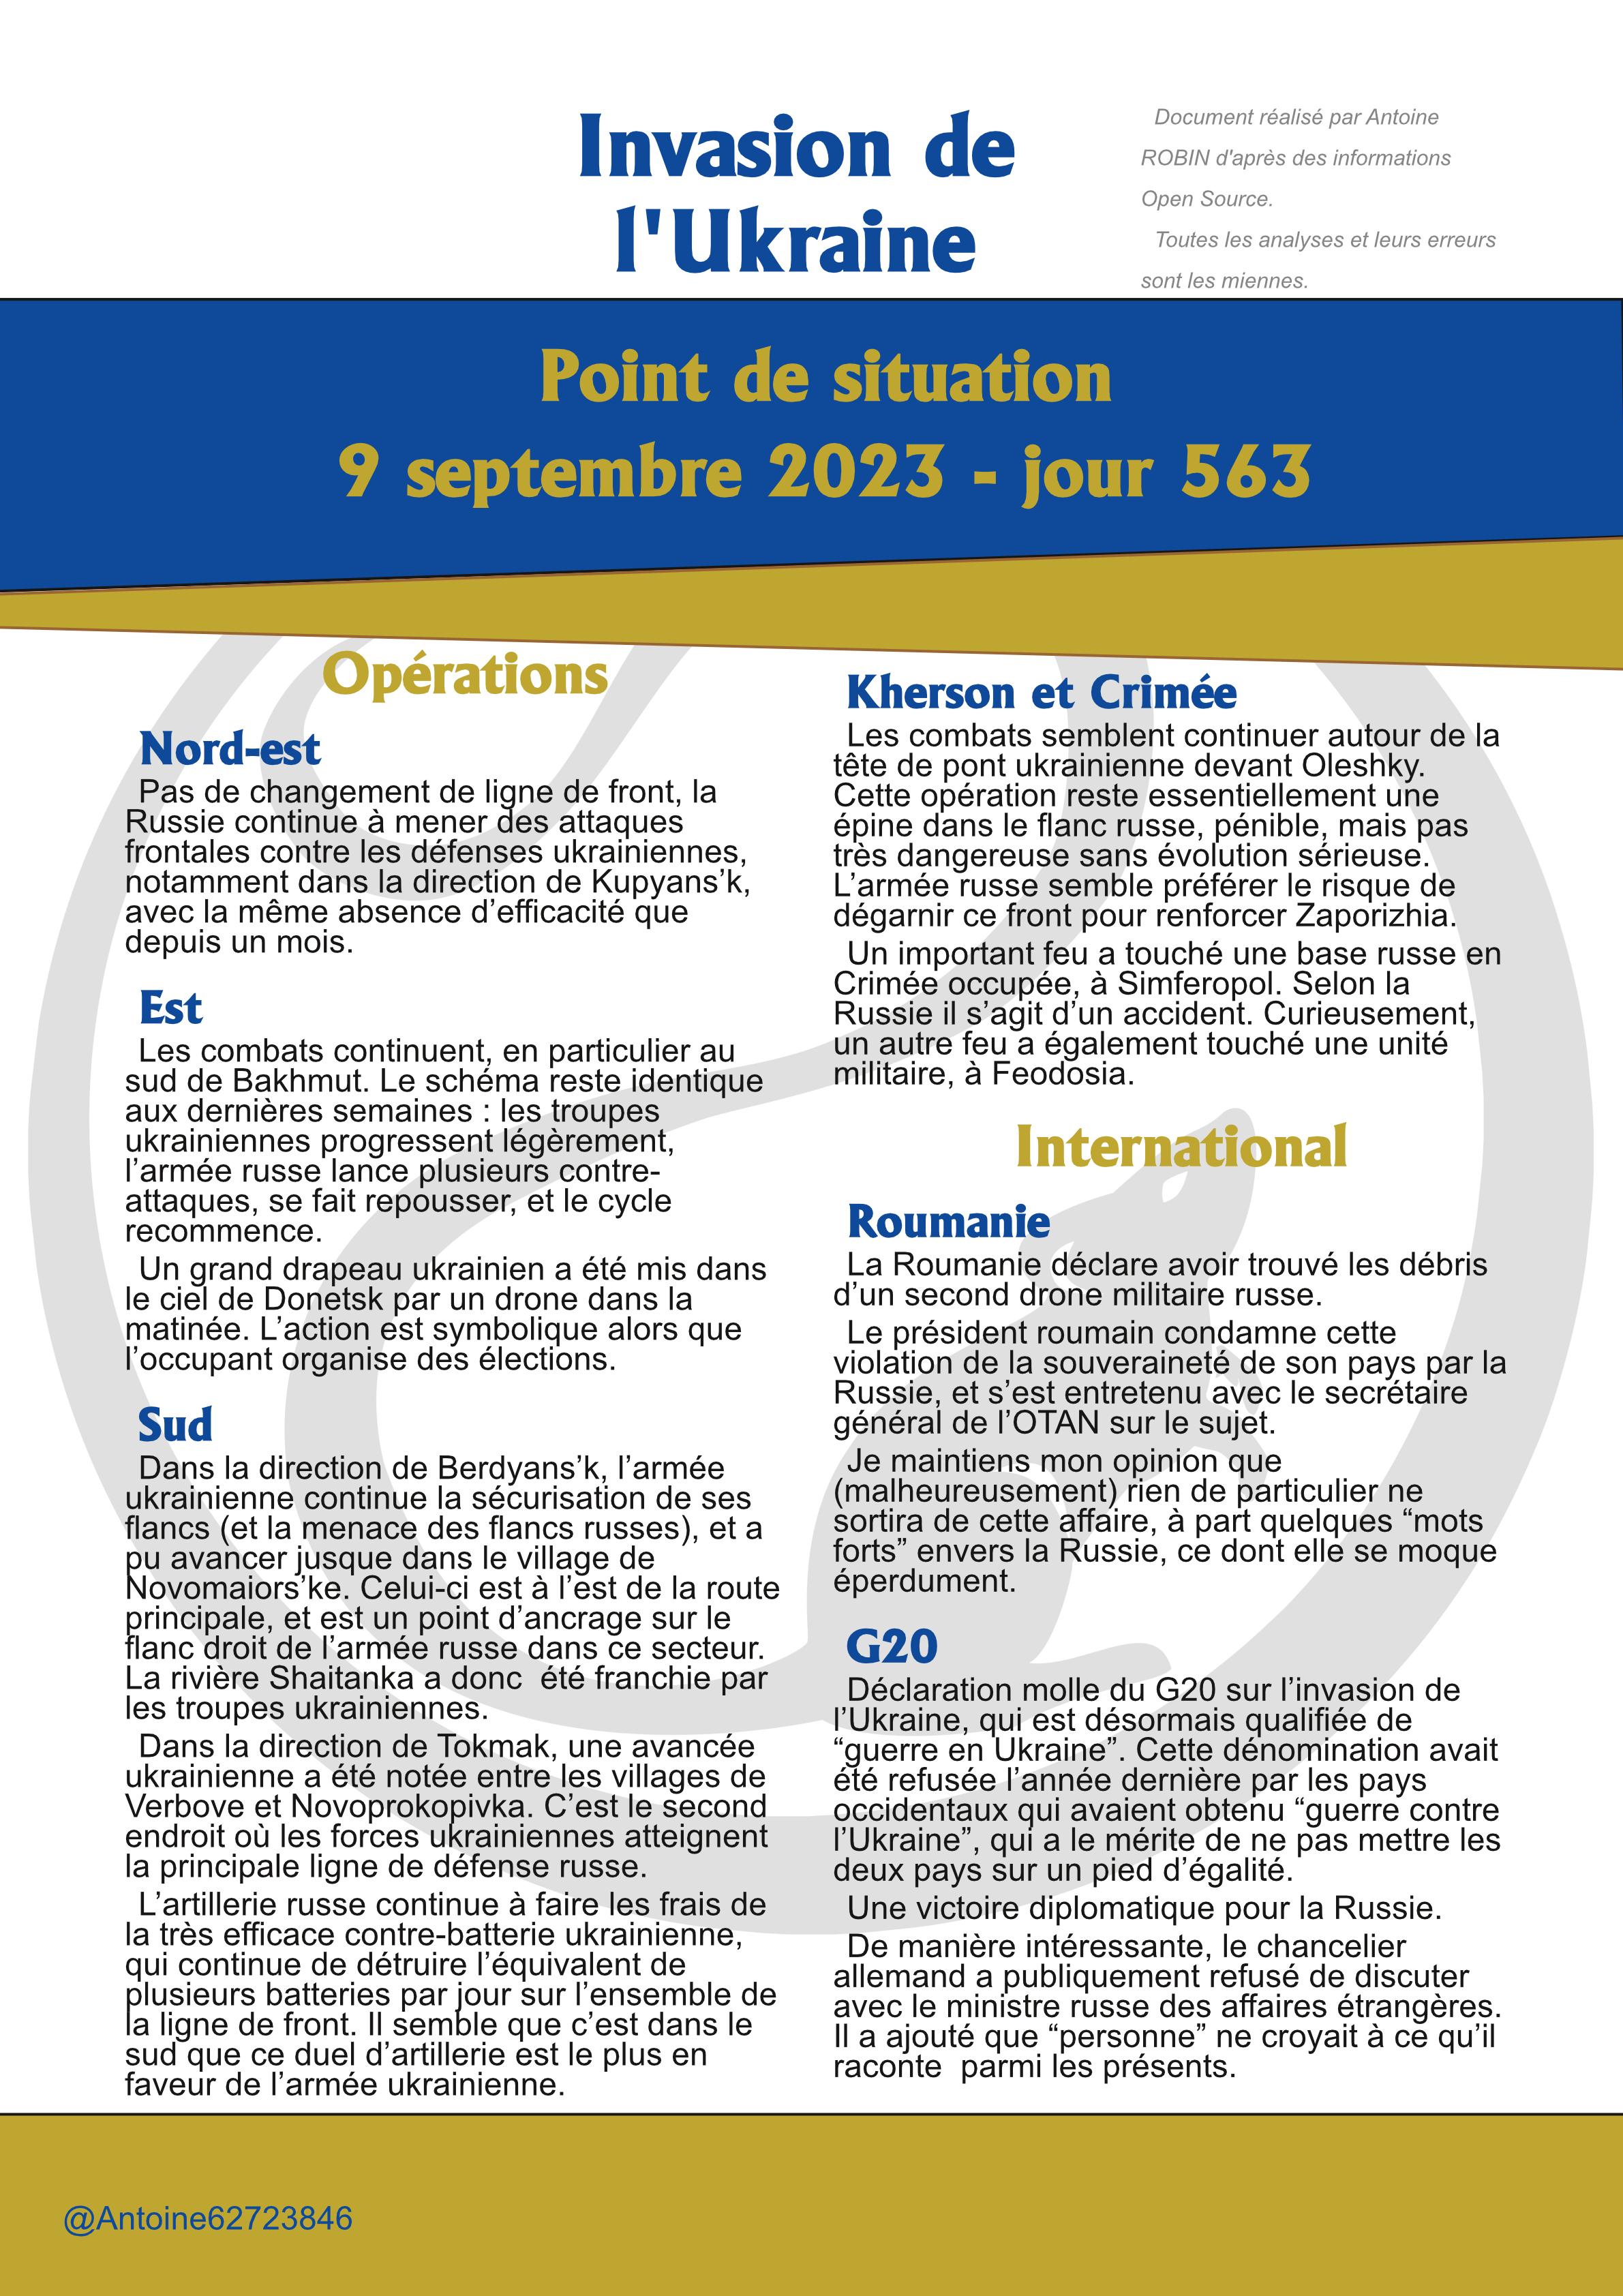 Invasion de
l'Ukraine
Document réalisé par Antoine
ROBIN d'après des informations
Open Source.
Toutes les analyses et leurs erreurs
sont les miennes.
Point de situation
9 septembre 2023 - jour 563
Opérations
Nord-est
Pas de changement de ligne de front, la
Russie continue à mener des attaques
frontales contre les défenses ukrainiennes,
notamment dans la direction de Kupyans’k,
avec la même absence d’efficacité que
depuis un mois.
Est
Les combats continuent, en particulier au
sud de Bakhmut. Le schéma reste identique
aux dernières semaines : les troupes
ukrainiennes progressent légèrement,
l’armée russe lance plusieurs contre-
attaques, se fait repousser, et le cycle
recommence.
Un grand drapeau ukrainien a été mis dans
le ciel de Donetsk par un drone dans la
matinée. L’action est symbolique alors que
l’occupant organise des élections.
Sud
Dans la direction de Berdyans’k, l’armée
ukrainienne continue la sécurisation de ses
flancs (et la menace des flancs russes), et a
pu avancer jusque dans le village de
Novomaiors’ke. Celui-ci est à l’est de la route
principale, et est un point d’ancrage sur le
flanc droit de l’armée russe dans ce secteur.
La rivière Shaitanka a donc  été franchie par
les troupes ukrainiennes.
Dans la direction de Tokmak, une avancée
ukrainienne a été notée entre les villages de
Verbove et Novoprokopivka. C’est le second
endroit où les forces ukrainiennes atteignent
la principale ligne de défense russe.
L’artillerie russe continue à faire les frais de
la très efficace contre-batterie ukrainienne,
qui continue de détruire l’équivalent de
plusieurs batteries par jour sur l’ensemble de
la ligne de front. Il semble que c’est dans le
sud que ce duel d’artillerie est le plus en
faveur de l’armée ukrainienne.
Kherson et Crimée
Les combats semblent continuer autour de la
tête de pont ukrainienne devant Oleshky.
Cette opération reste essentiellement une
épine dans le flanc russe, pénible, mais pas
très dangereuse sans évolution sérieuse.
L’armée russe semble préférer le risque de
dégarnir ce front pour renforcer Zaporizhia.
Un important feu a touché une base russe en
Crimée occupée, à Simferopol. Selon la
Russie il s’agit d’un accident. Curieusement,
un autre feu a également touché une unité
militaire, à Feodosia.
International
Roumanie
La Roumanie déclare avoir trouvé les débris
d’un second drone militaire russe.
Le président roumain condamne cette
violation de la souveraineté de son pays par la
Russie, et s’est entretenu avec le secrétaire
général de l’OTAN sur le sujet.
Je maintiens mon opinion que
(malheureusement) rien de particulier ne
sortira de cette affaire, à part quelques “mots
forts” envers la Russie, ce dont elle se moque
éperdument.
G20
Déclaration molle du G20 sur l’invasion de
l’Ukraine, qui est désormais qualifiée de
“guerre en Ukraine”. Cette dénomination avait
été refusée l’année dernière par les pays
occidentaux qui avaient obtenu “guerre contre
l’Ukraine”, qui a le mérite de ne pas mettre les
deux pays sur un pied d’égalité.
Une victoire diplomatique pour la Russie.
De manière intéressante, le chancelier
allemand a publiquement refusé de discuter
avec le ministre russe des affaires étrangères.
Il a ajouté que “personne” ne croyait à ce qu’il
raconte  parmi les présents.
@Antoine62723846